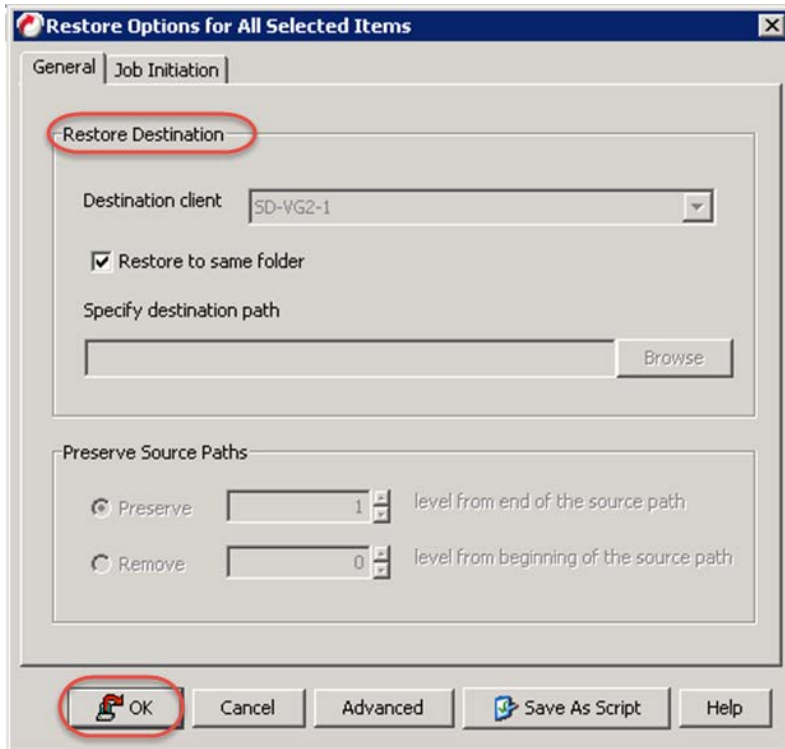 Restore Options for All Selected Items
General Job Initiation
Restore Destination
Destination client SD-VG2-1
Restore to same folder
Specify destination path
Browse
Preserve Source Paths
Preserve 1 level from end of the source path
Remove 0 level from beginning of the source path
OK Cancel Advanced Save As Script Help